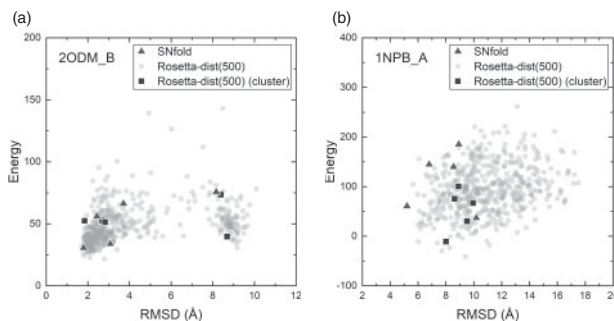 (a)
(b)
2ODM_B
SNfold
Rosetta-dist(500)
Rosetta-dist(500) (cluster)
200
150
100
50
0
Energy
0 2 4 6 8 10 12 14
RMSD (Å)
1NPB_A
SNfold
Rosetta-dist(500)
Rosetta-dist(500) (cluster)
400
300
200
100
0
-100
Energy
2 4 6 8 10 12 14 16 18 20
RMSD (Å)